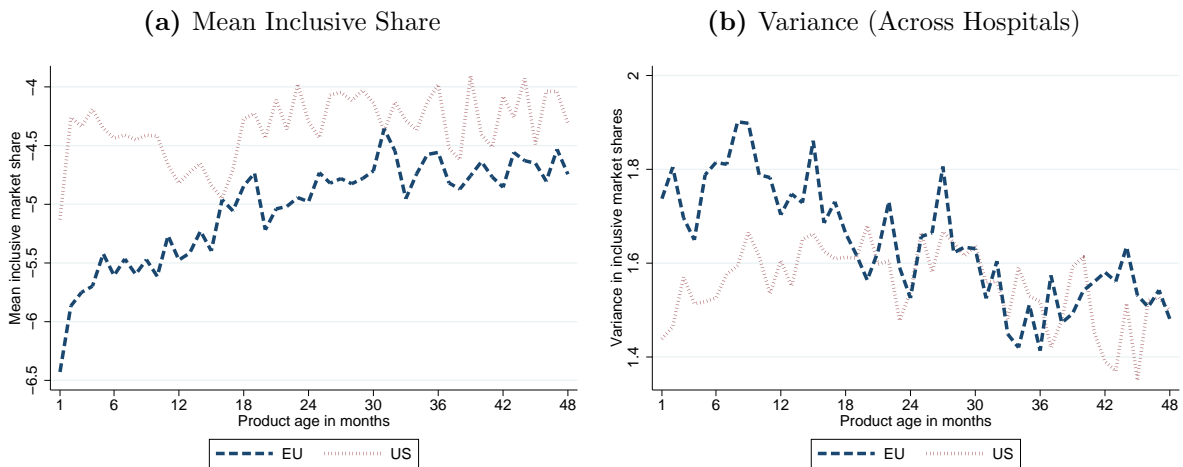 (a) Mean Inclusive Share
Mean inclusive market share
−4
−4.5
−5
−5.5
−6
−6.5
1 6 12 18 24 30 36 42 48
Product age in months
EU US
(b) Variance (Across Hospitals)
Variance in inclusive market shares
2
1.8
1.6
1.4
1 6 12 18 24 30 36 42 48
Product age in months
EU US